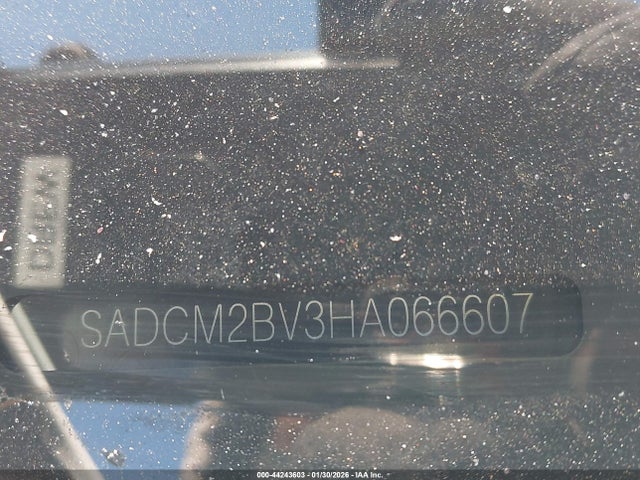 SADCM2BV3HA066607
000-44243603 - 01/30/2026 - IAA Inc.